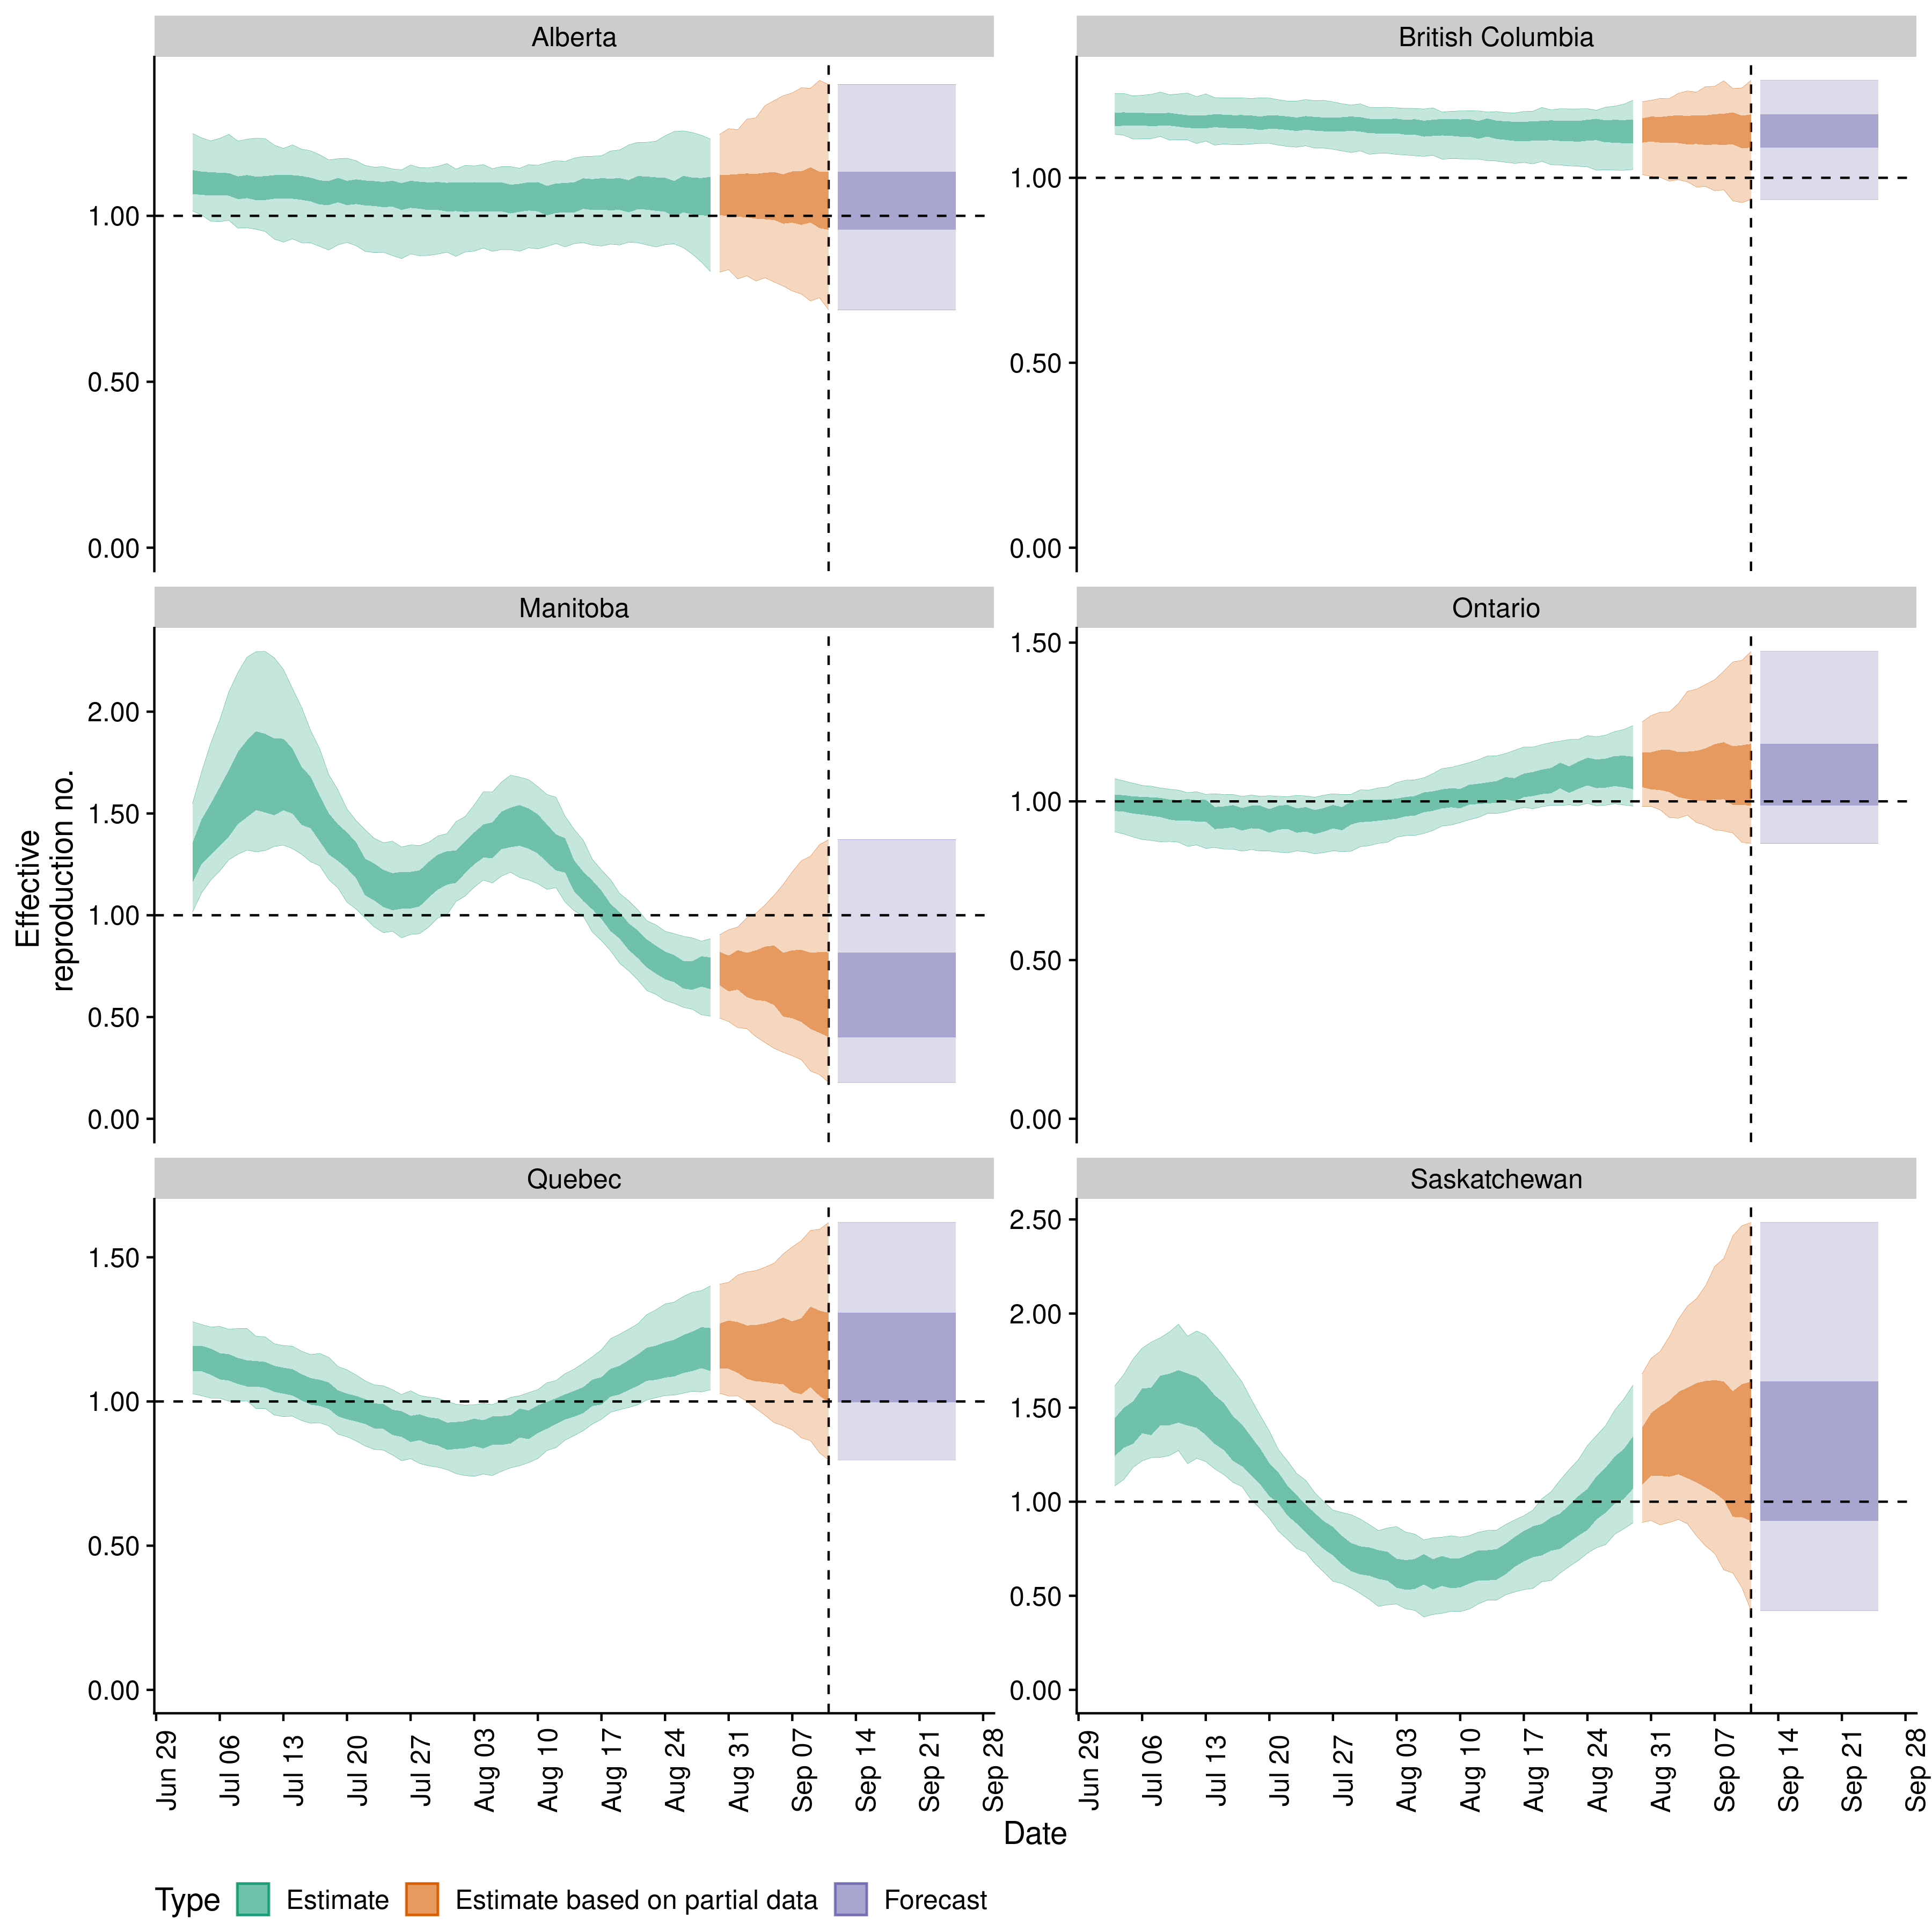 Alberta
British Columbia
1.00
0.50
0.00
1.00
0.50
0.00
Manitoba
Ontario
2.00
1.50
1.00
0.50
0.00
1.50
1.00
0.50
0.00
Effective
reproduction no.
Quebec
Saskatchewan
1.50
1.00
0.50
0.00
2.50
2.00
1.50
1.00
0.50
0.00
Jun 29
Jul 06
Jul 13
Jul 20
Jul 27
Aug 03
Aug 10
Aug 17
Aug 24
Aug 31
Sep 07
Sep 14
Sep 21
Sep 28
Jun 29
Jul 06
Jul 13
Jul 20
Jul 27
Aug 03
Aug 10
Aug 17
Aug 24
Aug 31
Sep 07
Sep 14
Sep 21
Sep 28
Date
Type Estimate Estimate based on partial data Forecast